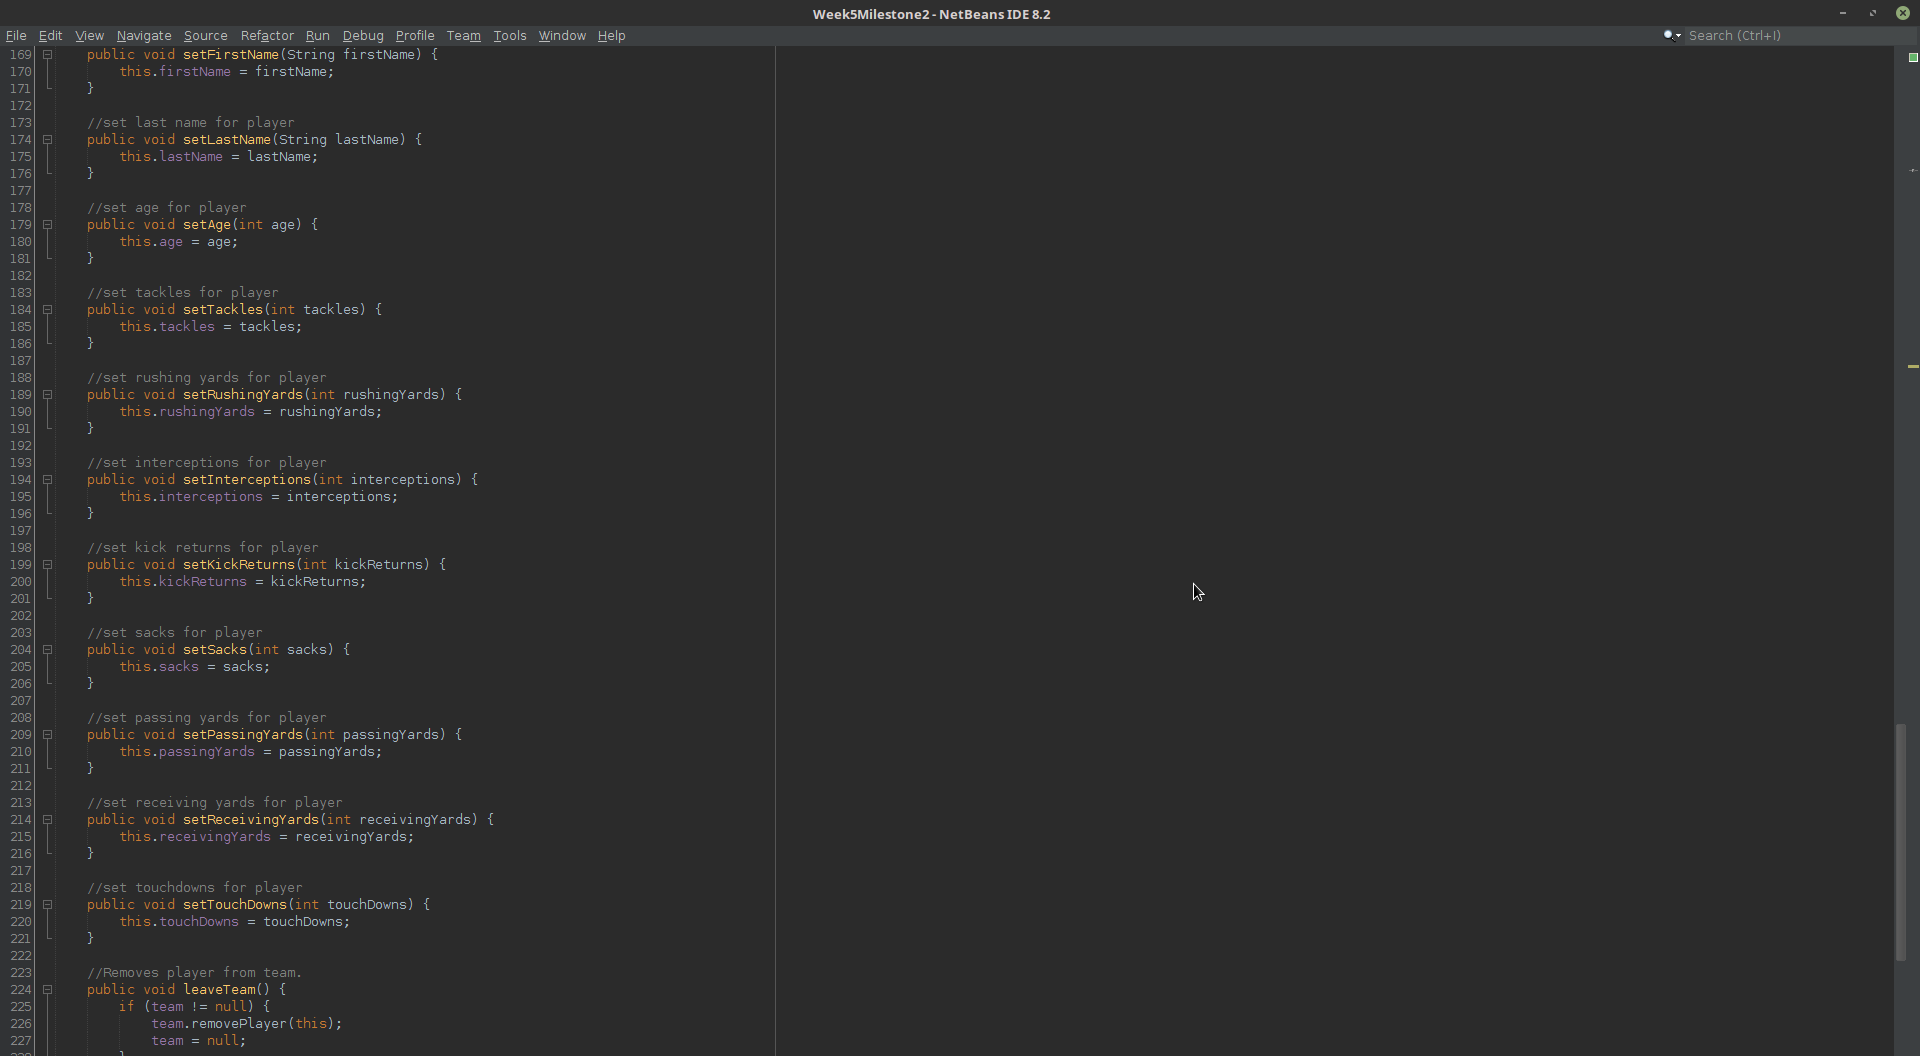 Week5Milestone2 - NetBeans IDE 8.2
File Edit View Navigate Source Refactor Run Debug Profile Team Tools Window Help Search (Ctrl+I)
169 public void setFirstName(String firstName) {
170 this.firstName = firstName;
171 }
172
173 //set last name for player
174 public void setLastName(String lastName) {
175 this.lastName = lastName;
176 }
177
178 //set age for player
179 public void setAge(int age) {
180 this.age = age;
181 }
182
183 //set tackles for player
184 public void setTackles(int tackles) {
185 this.tackles = tackles;
186 }
187
188 //set rushing yards for player
189 public void setRushingYards(int rushingYards) {
190 this.rushingYards = rushingYards;
191 }
192
193 //set interceptions for player
194 public void setInterceptions(int interceptions) {
195 this.interceptions = interceptions;
196 }
197
198 //set kick returns for player
199 public void setKickReturns(int kickReturns) {
200 this.kickReturns = kickReturns;
201 }
202
203 //set sacks for player
204 public void setSacks(int sacks) {
205 this.sacks = sacks;
206 }
207
208 //set passing yards for player
209 public void setPassingYards(int passingYards) {
210 this.passingYards = passingYards;
211 }
212
213 //set receiving yards for player
214 public void setReceivingYards(int receivingYards) {
215 this.receivingYards = receivingYards;
216 }
217
218 //set touchdowns for player
219 public void setTouchDowns(int touchDowns) {
220 this.touchDowns = touchDowns;
221 }
222
223 //Removes player from team.
224 public void leaveTeam() {
225 if (team != null) {
226 team.removePlayer(this);
227 team = null;